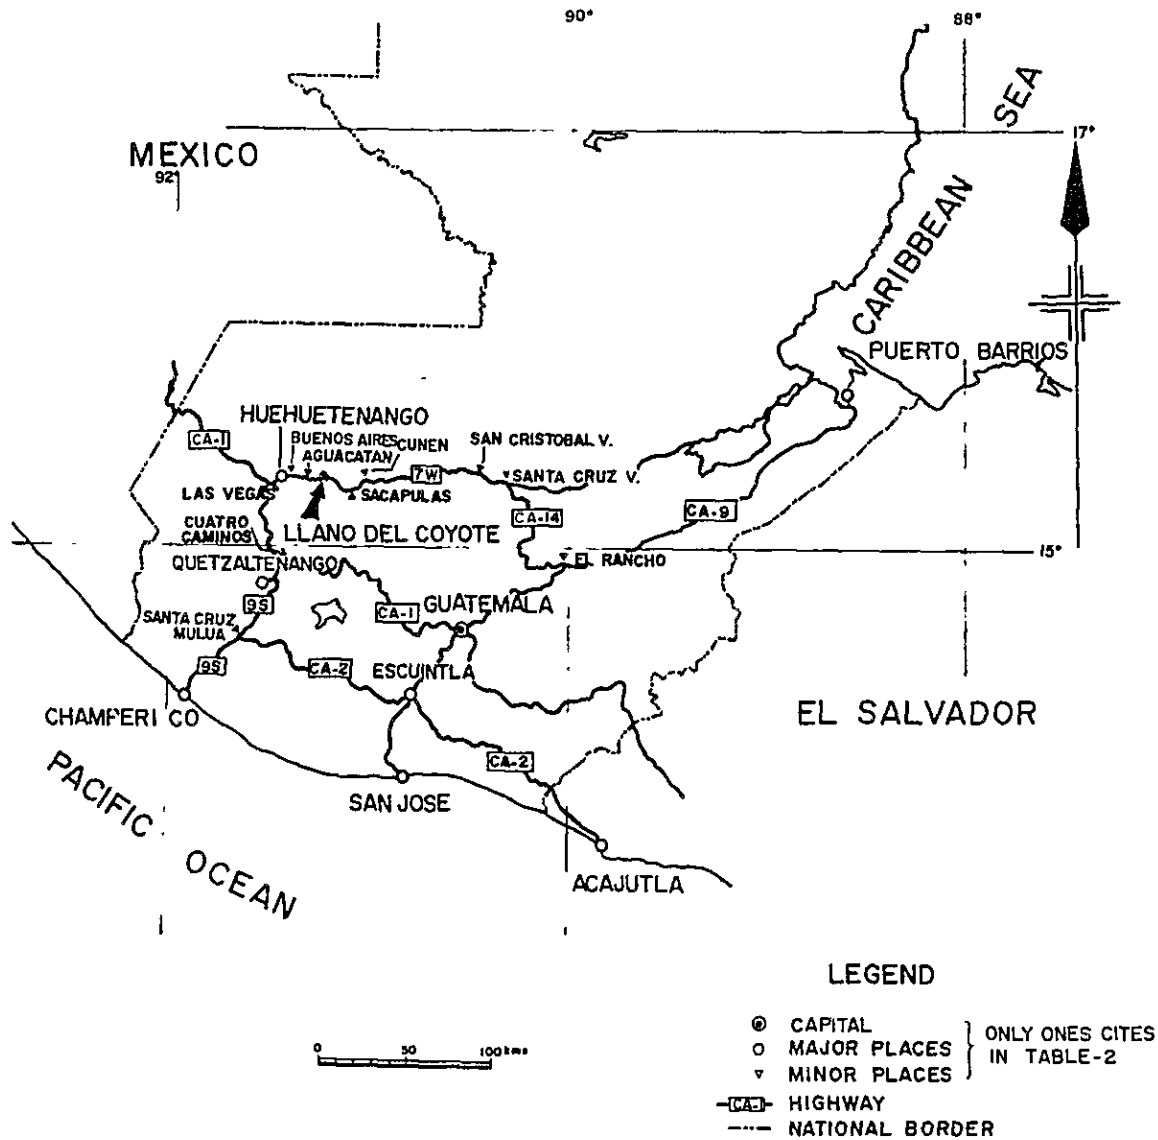 90°
88°
SEA
17°
MEXICO
92°
CARIBBEAN
PUERTO BARRIOS
HUEHUETENANGO
CA-1
BUENOS AIRES
CUNEN
AGUACATAN
SAN CRISTOBAL V.
7W
SANTA CRUZ V.
LAS VEGAS
SACAPULAS
CA-14
CA-9
CUATRO
CAMINOS
LLANO DEL COYOTE
15°
QUETZALTENANGO
EL RANCHO
9S
CA-1
GUATEMALA
SANTA CRUZ
MULUA
9S
CA-2
ESCUINTLA
CHAMPERI CO
EL SALVADOR
CA-2
PACIFIC OCEAN
SAN JOSE
ACAJUTLA
LEGEND
CAPITAL
MAJOR PLACES
MINOR PLACES
ONLY ONES CITES
IN TABLE-2
CA-1 HIGHWAY
NATIONAL BORDER
0 50 100 kms